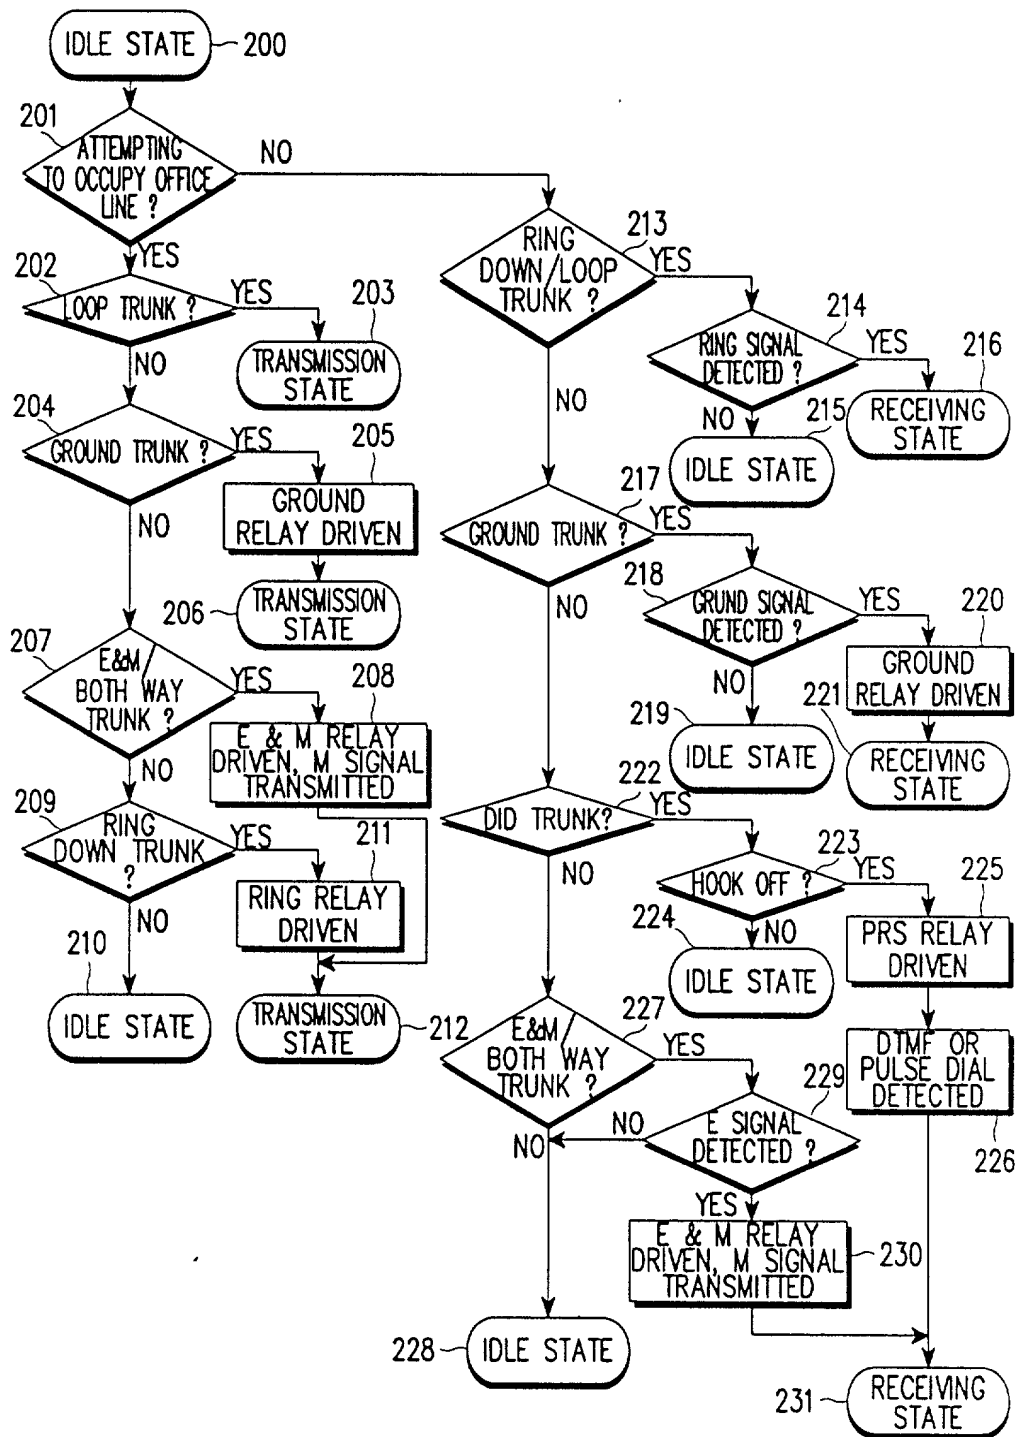 IDLE STATE
200
201
ATTEMPTING
TO OCCUPY OFFICE
LINE ?
NO
YES
202
LOOP TRUNK ?
YES
NO
203
TRANSMISSION
STATE
204
GROUND TRUNK ?
YES
NO
205
GROUND
RELAY DRIVEN
206
TRANSMISSION
STATE
207
E&M/
BOTH WAY
TRUNK ?
YES
NO
208
E & M RELAY
DRIVEN, M SIGNAL
TRANSMITTED
209
RING
DOWN TRUNK
?
YES
NO
210
IDLE STATE
211
RING RELAY
DRIVEN
TRANSMISSION
STATE
212
213
RING
DOWN/LOOP
TRUNK ?
YES
NO
214
RING SIGNAL
DETECTED ?
YES
NO
215
IDLE STATE
216
RECEIVING
STATE
217
GROUND TRUNK ?
YES
NO
218
GRUND SIGNAL
DETECTED ?
YES
NO
219
IDLE STATE
220
GROUND
RELAY DRIVEN
221
RECEIVING
STATE
222
DID TRUNK?
YES
NO
223
HOOK OFF ?
YES
NO
224
IDLE STATE
225
PRS RELAY
DRIVEN
DTMF OR
PULSE DIAL
DETECTED
226
227
E&M/
BOTH WAY
TRUNK ?
YES
NO
229
E SIGNAL
DETECTED ?
NO
YES
E & M RELAY
DRIVEN, M SIGNAL
TRANSMITTED
230
228
IDLE STATE
231
RECEIVING
STATE